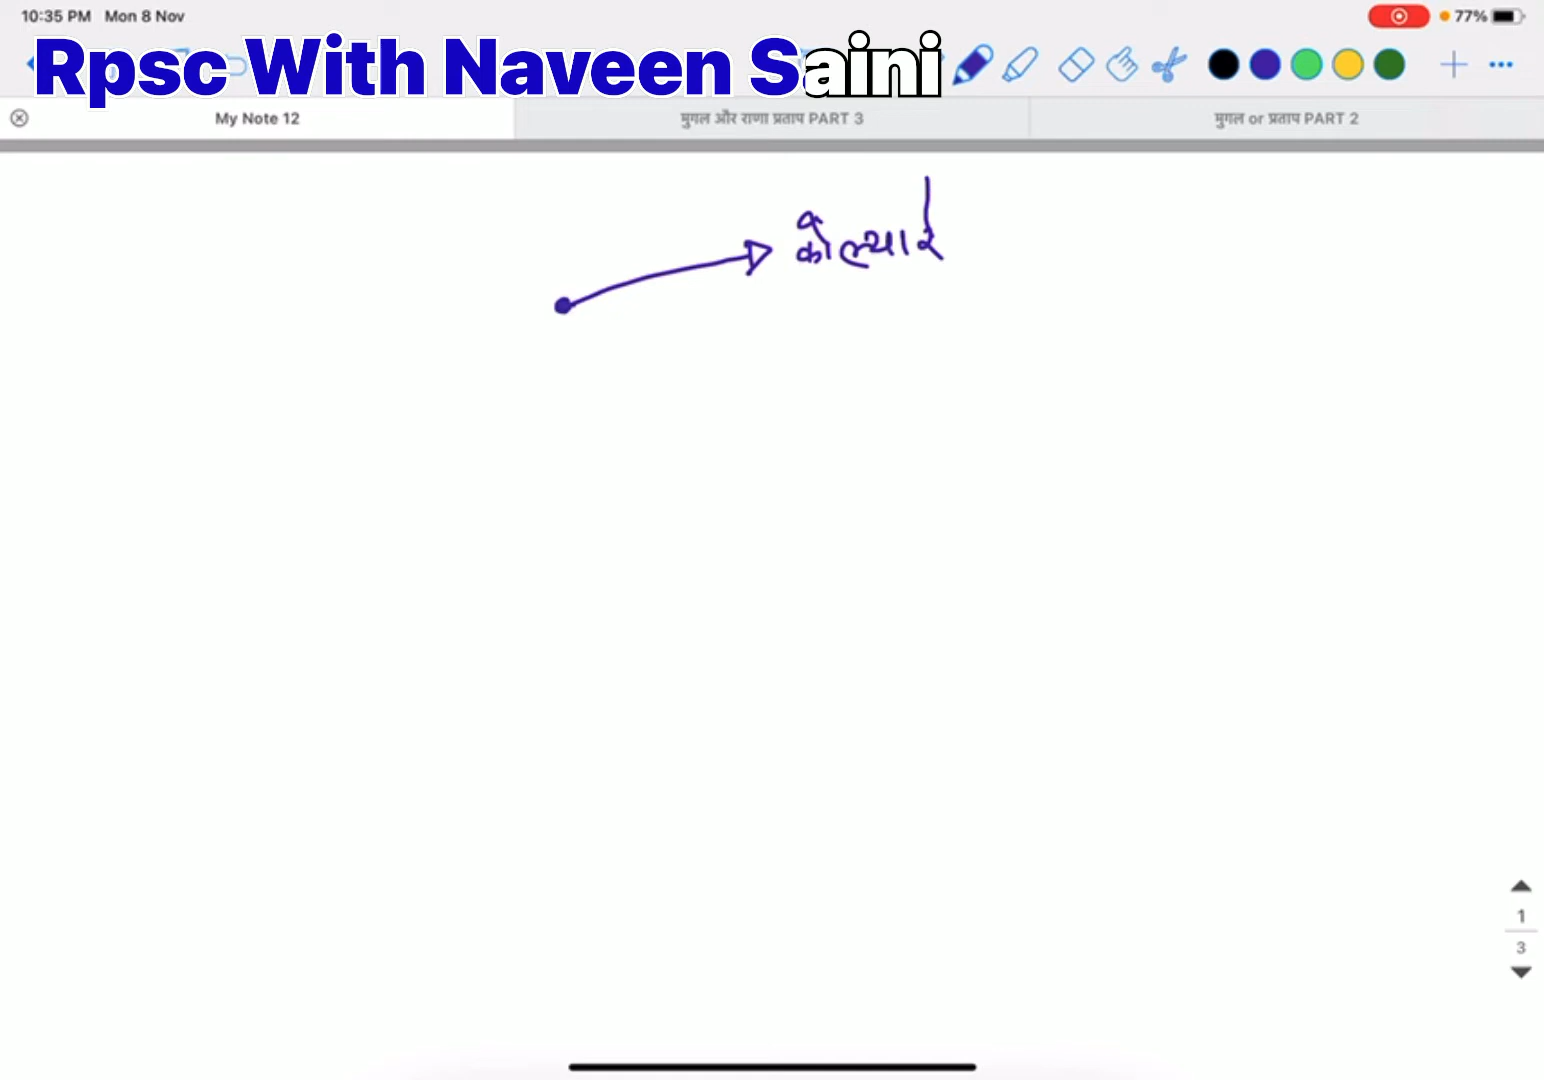 10:35 PM Mon 8 Nov
77%
Rpsc With Naveen Saini
My Note 12
मुगल और राणा प्रताप PART 3
मुगल or प्रताप PART 2
कोल्यारी
1
3